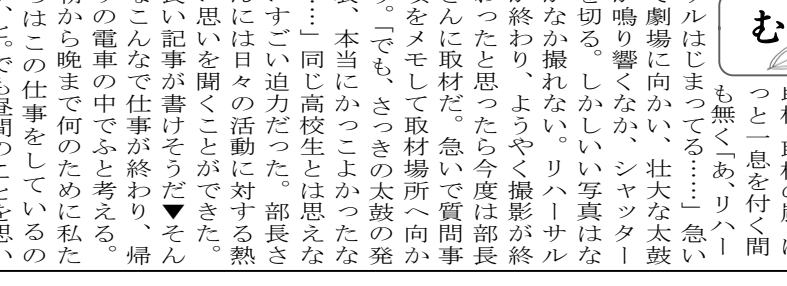 む
っと一息を付く間
も無く「あ、リハー
ルはじまってる……」急い
で劇場に向かい、壮大な太鼓
が鳴り響くなか、シャッター
を切る。しかしいい写真はな
かなか撮れない。リハーサル
が終わり、ようやく撮影が終
わったと思ったら今度は部長
さんに取材だ。急いで質問事
項をメモして取材場所へ向か
う。「でも、さっきの太鼓の発
表、本当にかっこよかったな
……」同じ高校生とは思えな
いすごい迫力だった。部長さ
んには日々の活動に対する熱
い思いを聞くことができた。
良い記事が書けそうだ▼そん
なこんなで仕事が終わり、帰
りの電車の中でふと考える。
朝から晩まで何のために私た
ちはこの仕事をしているの
、と。でも昼間のことを思い